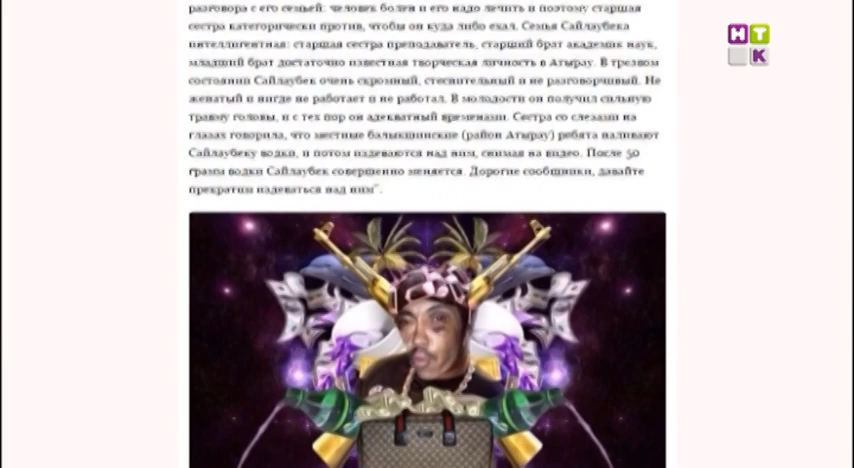 разговора с его семьей: человек болен и его надо лечить и поэтому старшая
сестра категорически против, чтобы он куда либо ехал. Семья Сайлаубека
интеллигентная: старшая сестра преподаватель, старший брат академик наук,
младший брат достаточно известная творческая личность в Атырау. В трезвом
состоянии Сайлаубек очень скромный, стеснительный и не разговорчивый. Не
женатый и нигде не работает и не работал. В молодости он получил сильную
травму головы, и с тех пор он адекватный временами. Сестра со слезами на
глазах говорила, что местные балыкшинские (район Атырау) ребята наливают
Сайлаубеку водки, и потом издеваются над ним, снимая на видео. После 50
грамм водки Сайлаубек совершенно меняется. Дорогие сообщники, давайте
прекратим издеваться над ним".
НТ
К